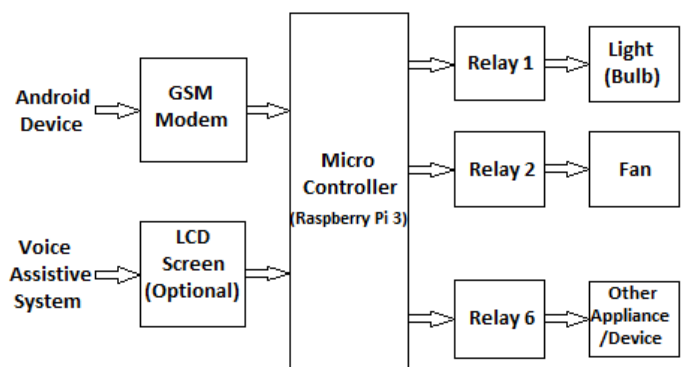 Android
Device
GSM
Modem
Voice
Assistive
System
LCD
Screen
(Optional)
Micro
Controller
(Raspberry Pi 3)
Relay 1
Light
(Bulb)
Relay 2
Fan
Relay 6
Other
Appliance
/Device